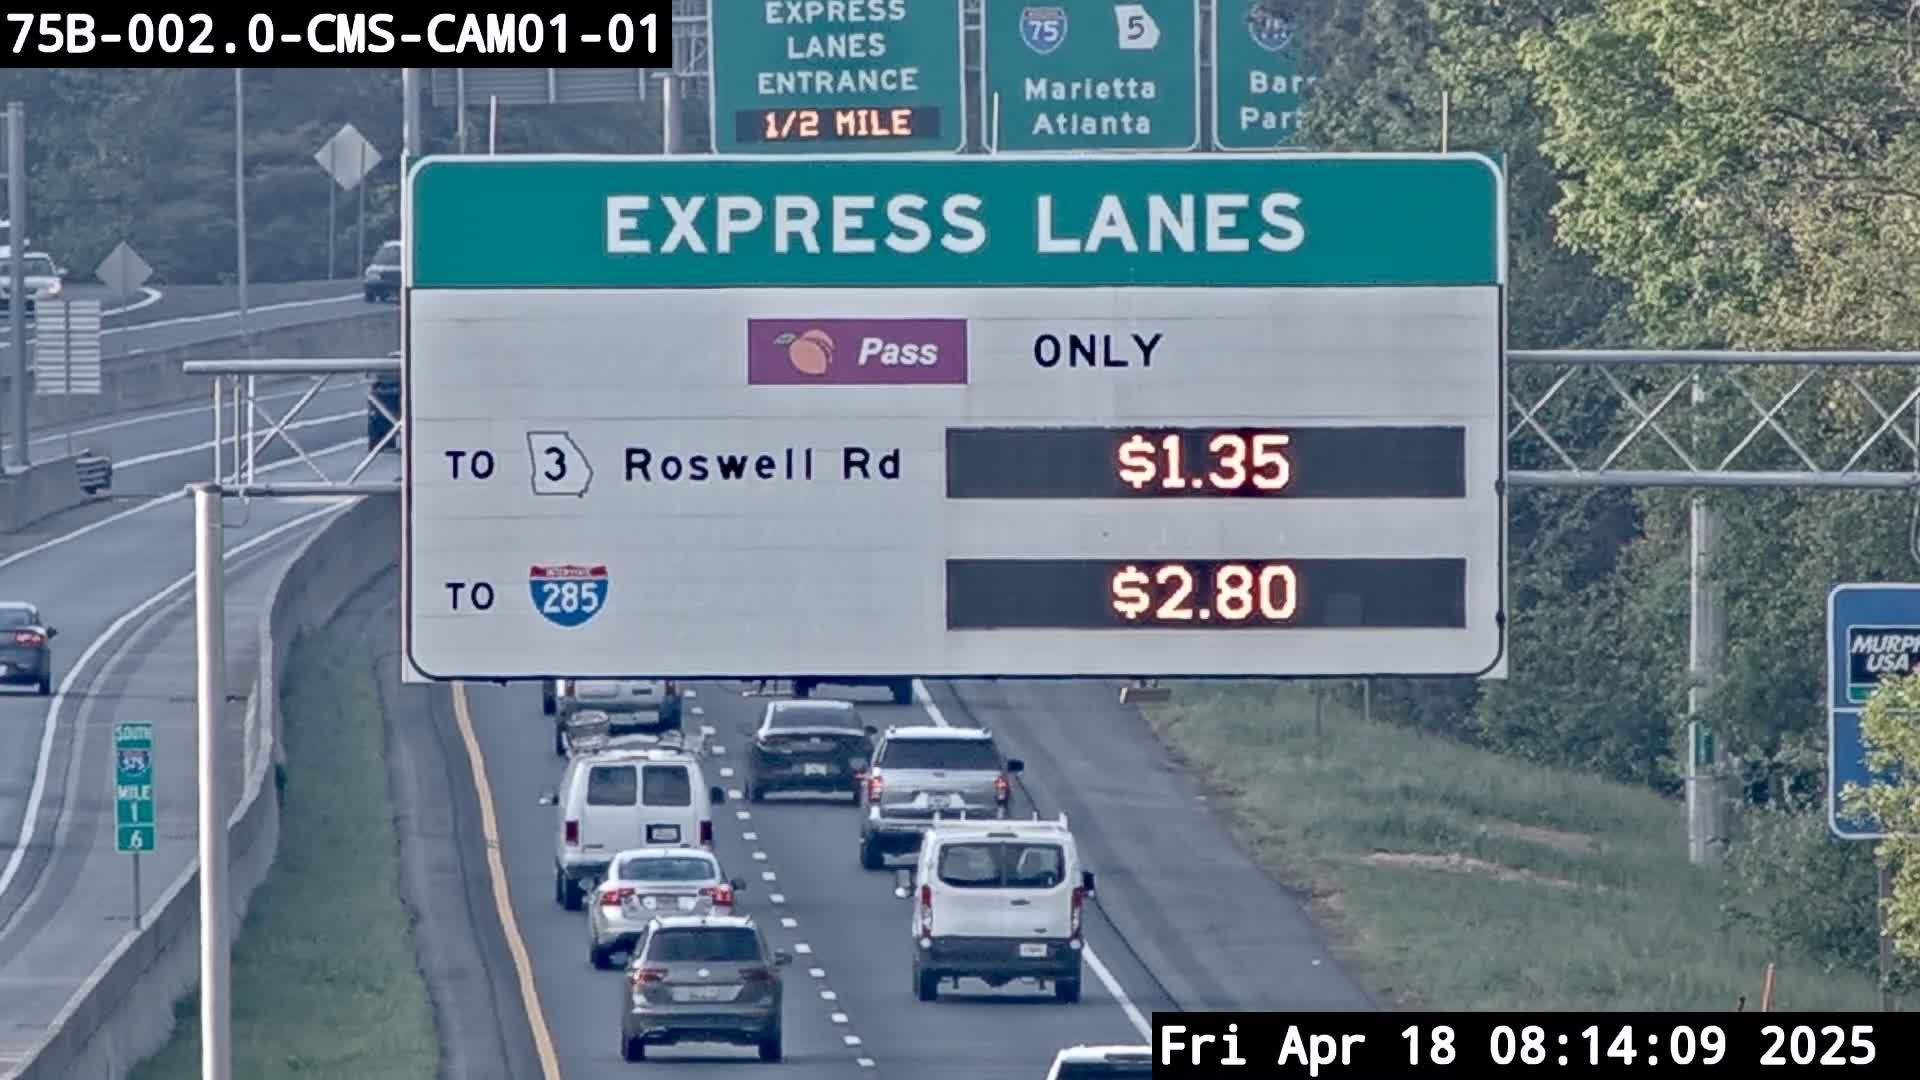 75B-002.0-CMS-CAM01-01
EXPRESS
LANES
ENTRANCE
1/2 MILE
75 5
Marietta
Atlanta
EXPRESS LANES
Pass ONLY
TO 3 Roswell Rd $1.35
TO INTERSTATE 285 $2.80
SOUTH
575
MILE
1
6
USA
Fri Apr 18 08:14:09 2025